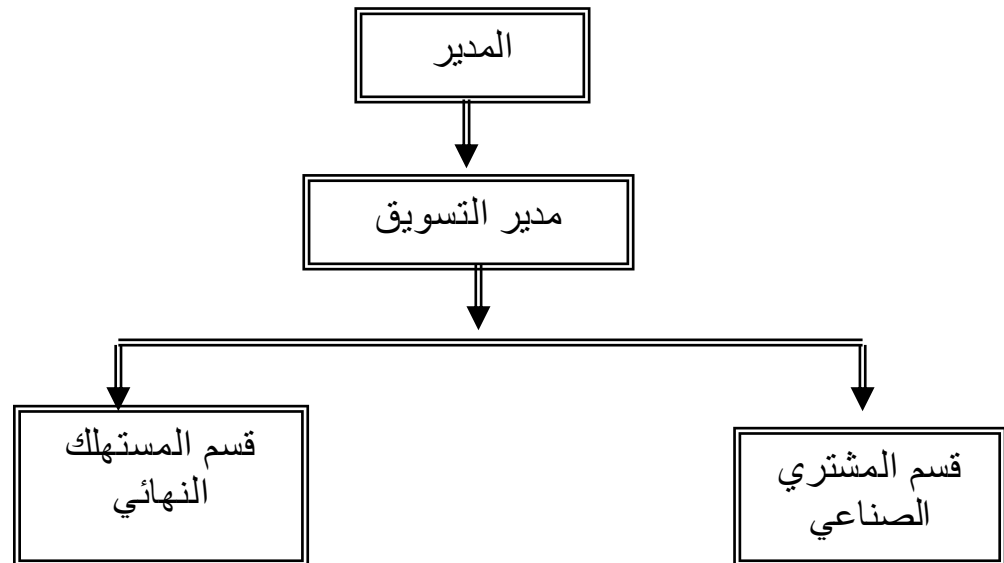 المدير
مدير التسويق
قسم المشتري
الصناعي
قسم المستهلك
النهائي